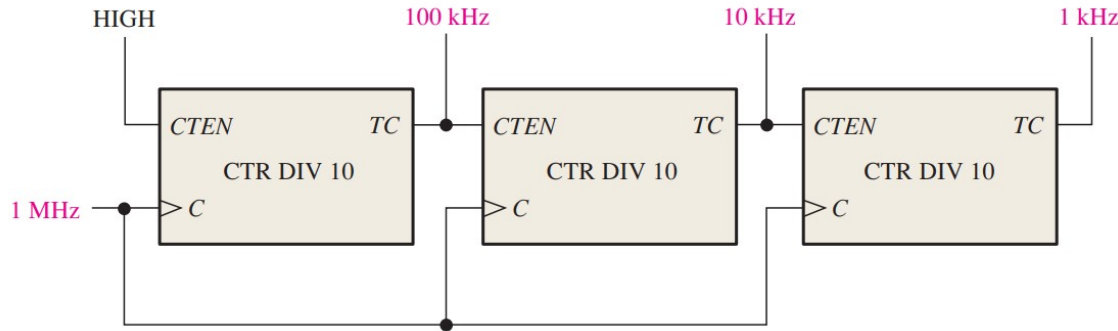 HIGH
100 kHz
10 kHz
1 kHz
CTEN
TC
CTEN
TC
CTEN
TC
CTR DIV 10
CTR DIV 10
CTR DIV 10
1 MHz
C
C
C